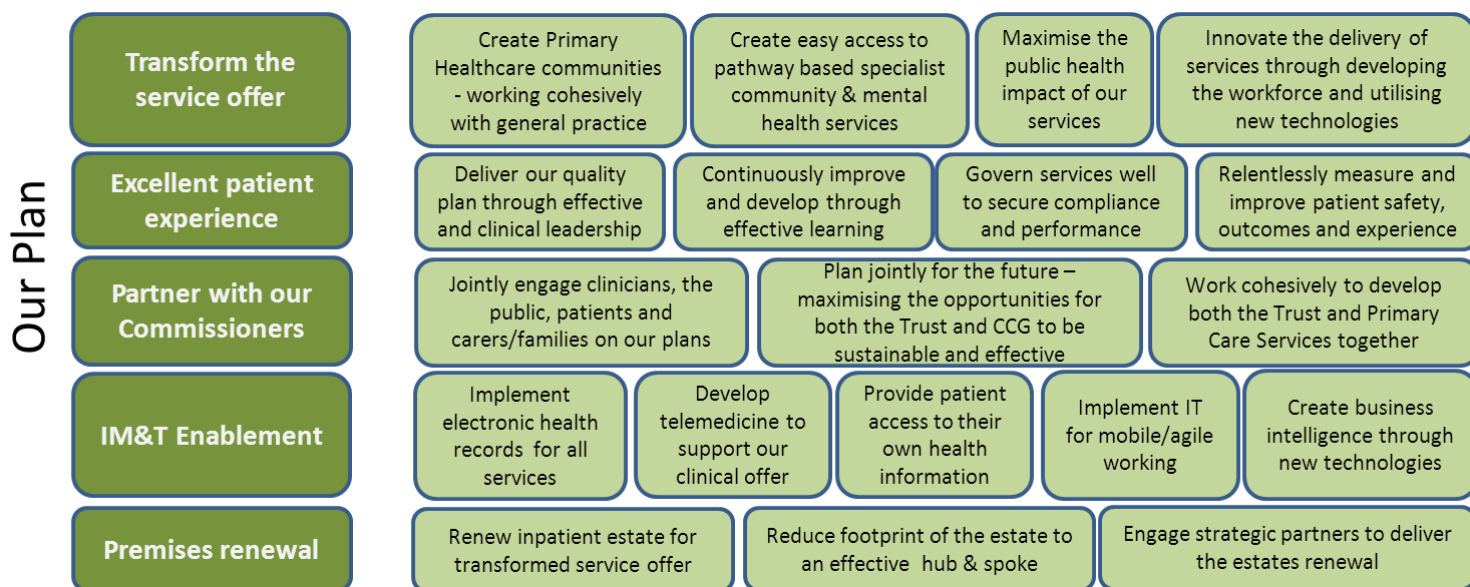 Our Plan
Transform the
service offer
Create Primary
Healthcare communities
- working cohesively
with general practice
Create easy access to
pathway based specialist
community & mental
health services
Maximise the
public health
impact of our
services
Innovate the delivery of
services through developing
the workforce and utilising
new technologies
Excellent patient
experience
Deliver our quality
plan through effective
and clinical leadership
Continuously improve
and develop through
effective learning
Govern services well
to secure compliance
and performance
Relentlessly measure and
improve patient safety,
outcomes and experience
Partner with our
Commissioners
Jointly engage clinicians, the
public, patients and
carers/families on our plans
Plan jointly for the future –
maximising the opportunities for
both the Trust and CCG to be
sustainable and effective
Work cohesively to develop
both the Trust and Primary
Care Services together
IM&T Enablement
Implement
electronic health
records for all
services
Develop
telemedicine to
support our
clinical offer
Provide patient
access to their
own health
information
Implement IT
for mobile/agile
working
Create business
intelligence through
new technologies
Premises renewal
Renew inpatient estate for
transformed service offer
Reduce footprint of the estate to
an effective hub & spoke
Engage strategic partners to deliver
the estates renewal